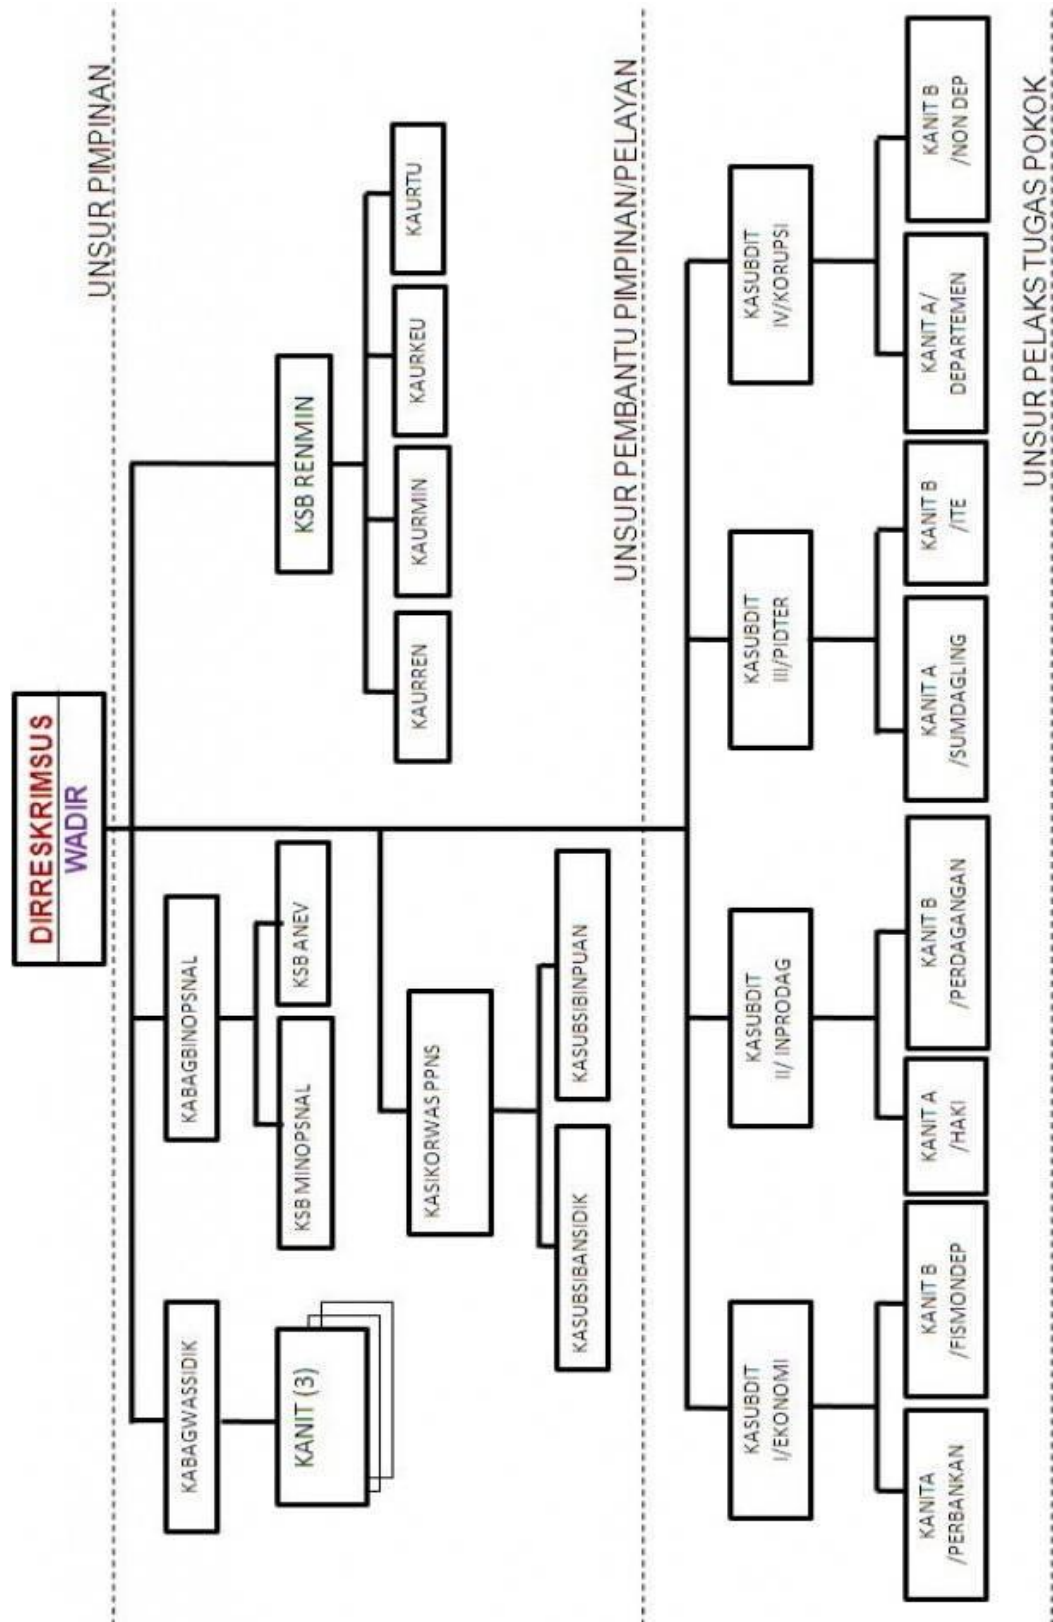 DIRRESKRIMSUS
WADIR
UNSUR PIMPINAN
KABAGWASSIDIK
KANIT (3)
KABAGBINOPSNAL
KSB MINOPSNAL
KSB ANEV
KSB RENMIN
KAURREN
KAURMIN
KAURKEU
KAURTU
KASIKORWAS PPNS
KASUBSIBANSIDIK
KASUBSIBINPUAN
UNSUR PEMBANTU PIMPINAN/PELAYAN
KASUBDIT
I/EKONOMI
KANIT A
/PERBANKAN
KANIT B
/FISMONDEP
KASUBDIT
II/ INPRODAG
KANIT A
/HAKI
KANIT B
/PERDAGANGAN
KASUBDIT
III/PIDTER
KANIT A
/SUMDAGLING
KANIT B
/ITE
KASUBDIT
IV/KORUPSI
KANIT A/
DEPARTEMEN
KANIT B
/NON DEP
UNSUR PELAKS TUGAS POKOK